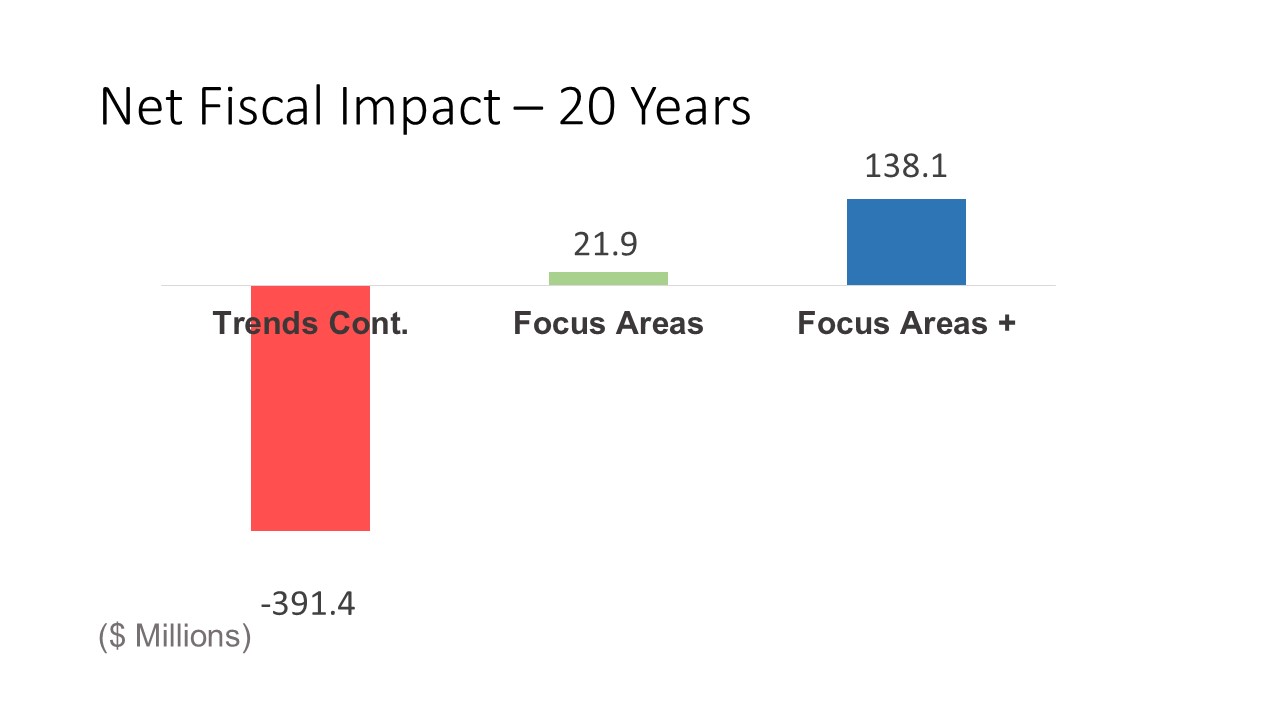 Net Fiscal Impact – 20 Years
138.1
21.9
Trends Cont.
Focus Areas
Focus Areas +
-391.4
($ Millions)